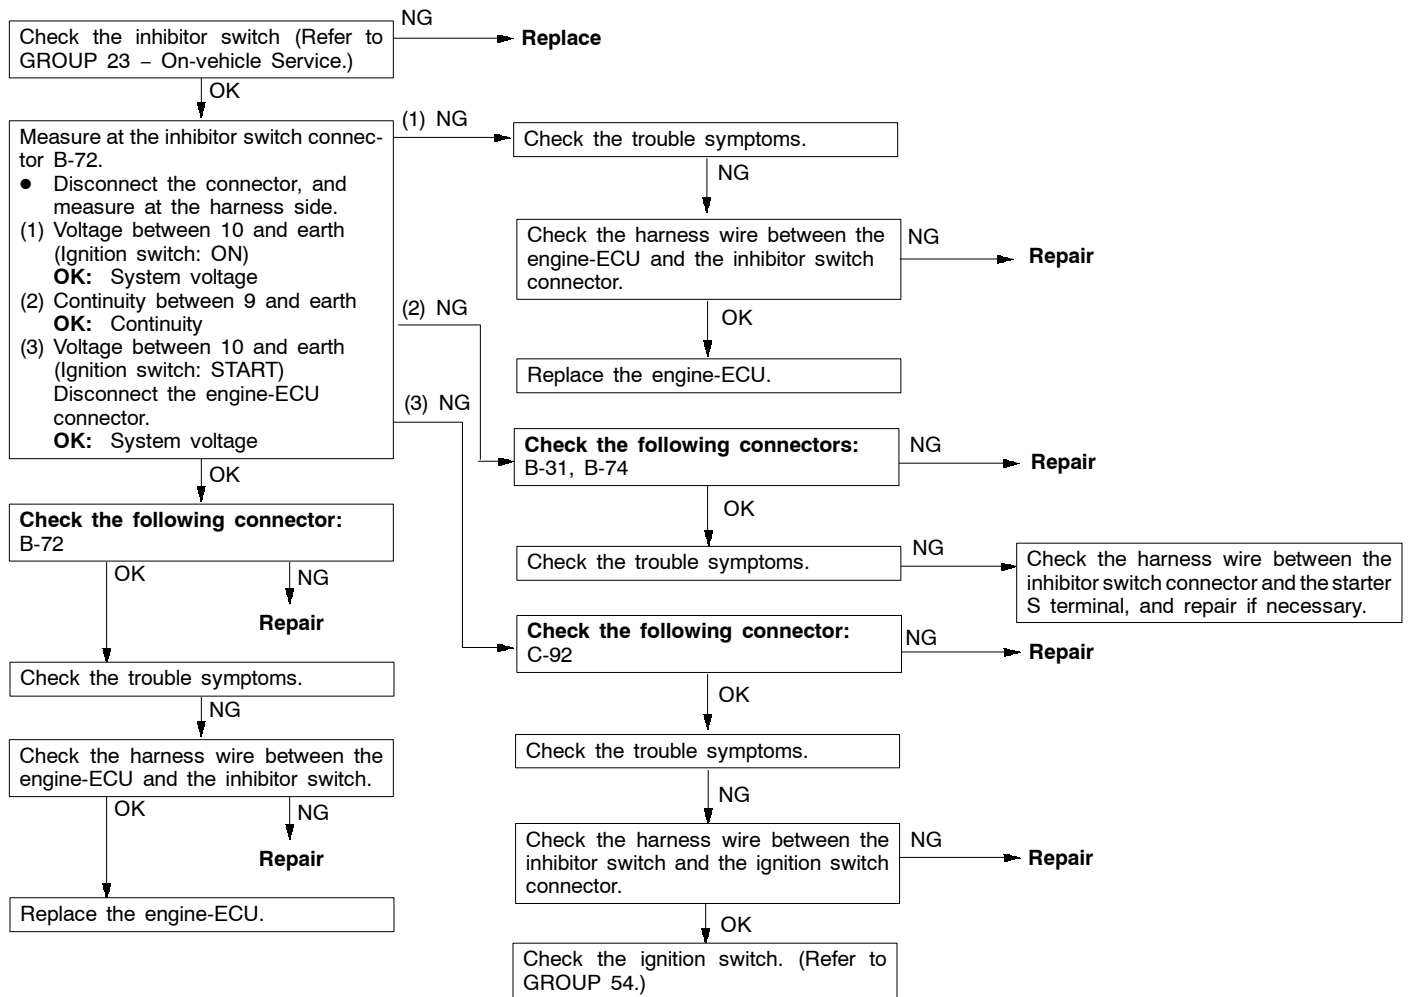 Check the inhibitor switch (Refer to
GROUP 23 – On-vehicle Service.)
NG
Replace
OK
Measure at the inhibitor switch connec-
tor B-72.
● Disconnect the connector, and
measure at the harness side.
(1) Voltage between 10 and earth
(Ignition switch: ON)
OK: System voltage
(2) Continuity between 9 and earth
OK: Continuity
(3) Voltage between 10 and earth
(Ignition switch: START)
Disconnect the engine-ECU
connector.
OK: System voltage
(1) NG
Check the trouble symptoms.
NG
Check the harness wire between the
engine-ECU and the inhibitor switch
connector.
NG
Repair
OK
Replace the engine-ECU.
(2) NG
Check the following connectors:
B-31, B-74
NG
Repair
OK
Check the trouble symptoms.
NG
Check the harness wire between the
inhibitor switch connector and the starter
S terminal, and repair if necessary.
(3) NG
Check the following connector:
C-92
NG
Repair
OK
Check the trouble symptoms.
NG
Check the harness wire between the
inhibitor switch and the ignition switch
connector.
NG
Repair
OK
Check the ignition switch. (Refer to
GROUP 54.)
OK
Check the following connector:
B-72
OK
NG
Repair
Check the trouble symptoms.
NG
Check the harness wire between the
engine-ECU and the inhibitor switch.
OK
NG
Repair
Replace the engine-ECU.